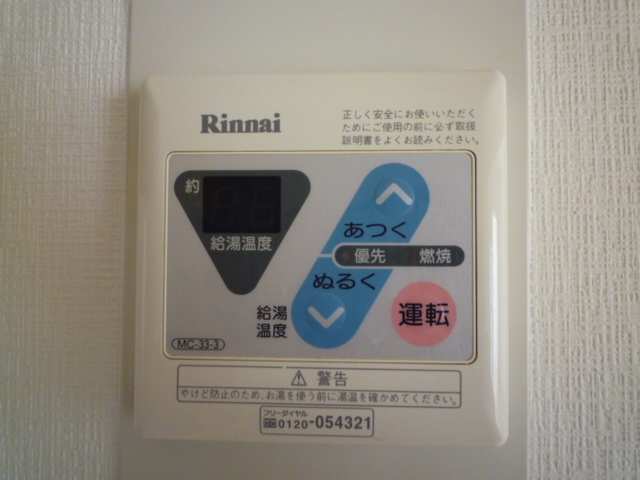 Rinnai
正しく安全にお使いいただく
ためにご使用の前に必ず取扱
説明書をよくお読みください。
約
給湯温度
あつく
優先 燃焼
ぬるく
給湯
温度
運転
MC-33-3
警告
やけど防止のため、お湯を使う前に湯温を確かめてください。
フリーダイヤル
0120-054321